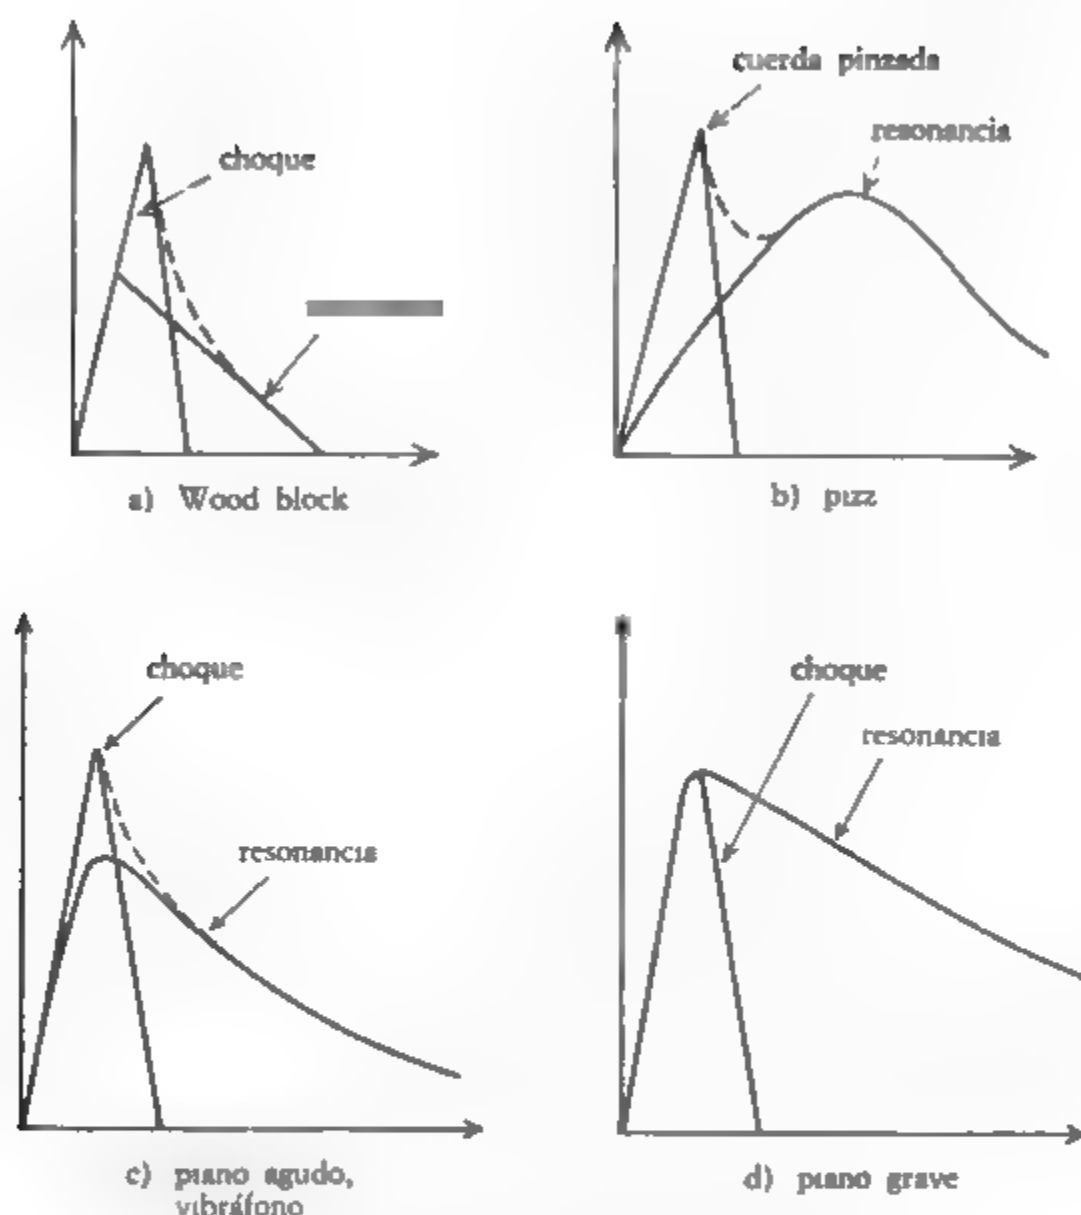 choque
a) Wood block
cuerda pinzada
resonancia
b) pizz
choque
resonancia
c) piano agudo,
vibráfono
choque
resonancia
d) piano grave